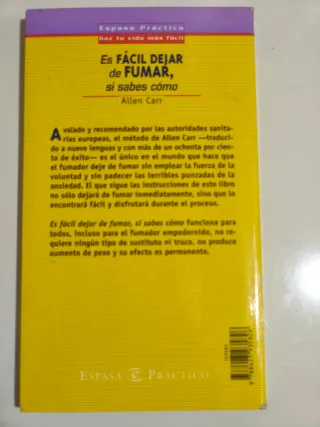 Espasa Práctico
haz tu vida más fácil
Es FÁCIL DEJAR
de FUMAR,
si sabes cómo
Allen Carr
Avalado y recomendado por las autoridades sanita-
rias europeas, el método de Allen Carr —traduci-
do a nueve lenguas y con más de un ochenta por cien-
to de éxito— es el único en el mundo que hace que
el fumador deje de fumar sin emplear la fuerza de la
voluntad y sin padecer las terribles punzadas de la
ansiedad. El que siga las instrucciones de este libro
no sólo dejará de fumar inmediatamente, sino que lo
encontrará fácil y disfrutará durante el proceso.
Es fácil dejar de fumar, si sabes cómo funciona para
todos, incluso para el fumador empedernido, no re-
quiere ningún tipo de sustituto el truco, no produce
aumento de peso y su efecto es permanente.
ESPASA PRÁCTICO